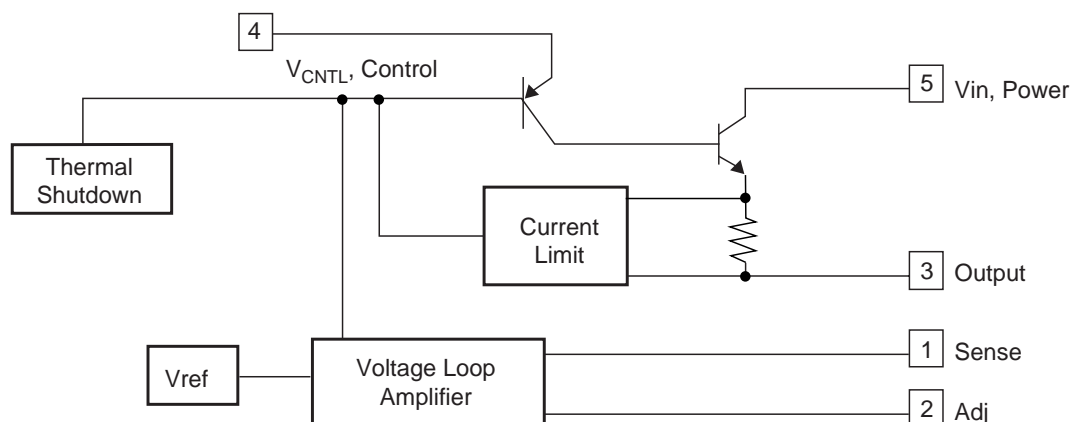 4
V_CNTL, Control
5 Vin, Power
Thermal
Shutdown
Current
Limit
3 Output
1 Sense
Vref
Voltage Loop
Amplifier
2 Adj